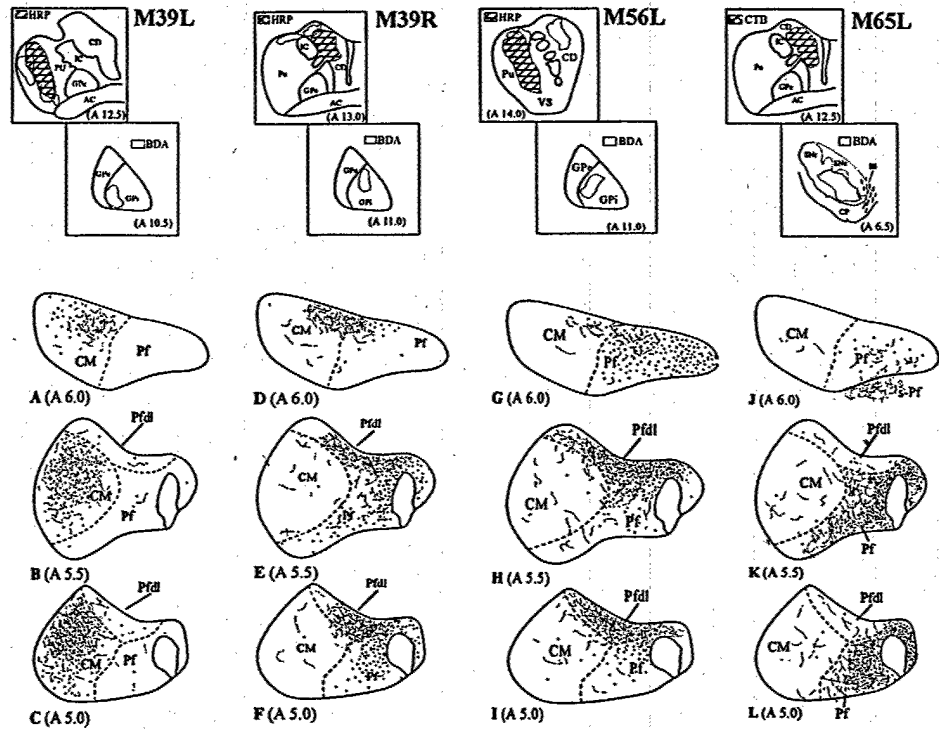 HRP M39L
CD
PU IC
GPe
AC
(A 12.5)
BDA
GPe
GPi
(A 10.5)
HRP M39R
IC
Pu CD
GPe
AC
(A 13.0)
BDA
GPe
GPi
(A 11.0)
HRP M56L
CD
Pu
VS
(A 14.0)
BDA
GPe
GPi
(A 11.0)
CTB M65L
CD
IC
Pu
GPe
AC
(A 12.5)
BDA
SNr
SNc
CP
(A 6.5)
CM Pf
A (A 6.0)
CM Pf
D (A 6.0)
CM Pf
G (A 6.0)
CM Pf
s-Pf
J (A 6.0)
Pfdl
CM
Pf
B (A 5.5)
Pfdl
CM
Pf
E (A 5.5)
Pfdl
CM
Pf
H (A 5.5)
Pfdl
CM
Pf
K (A 5.5)
Pfdl
CM
Pf
C (A 5.0)
Pfdl
CM
Pf
F (A 5.0)
Pfdl
CM
Pf
I (A 5.0)
Pfdl
CM
Pf
L (A 5.0)